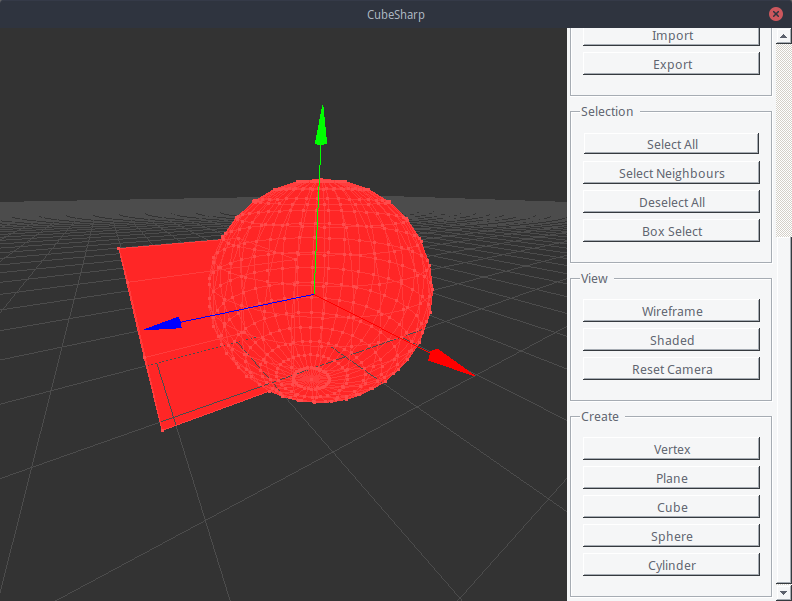 CubeSharp
Import
Export
Selection
Select All
Select Neighbours
Deselect All
Box Select
View
Wireframe
Shaded
Reset Camera
Create
Vertex
Plane
Cube
Sphere
Cylinder